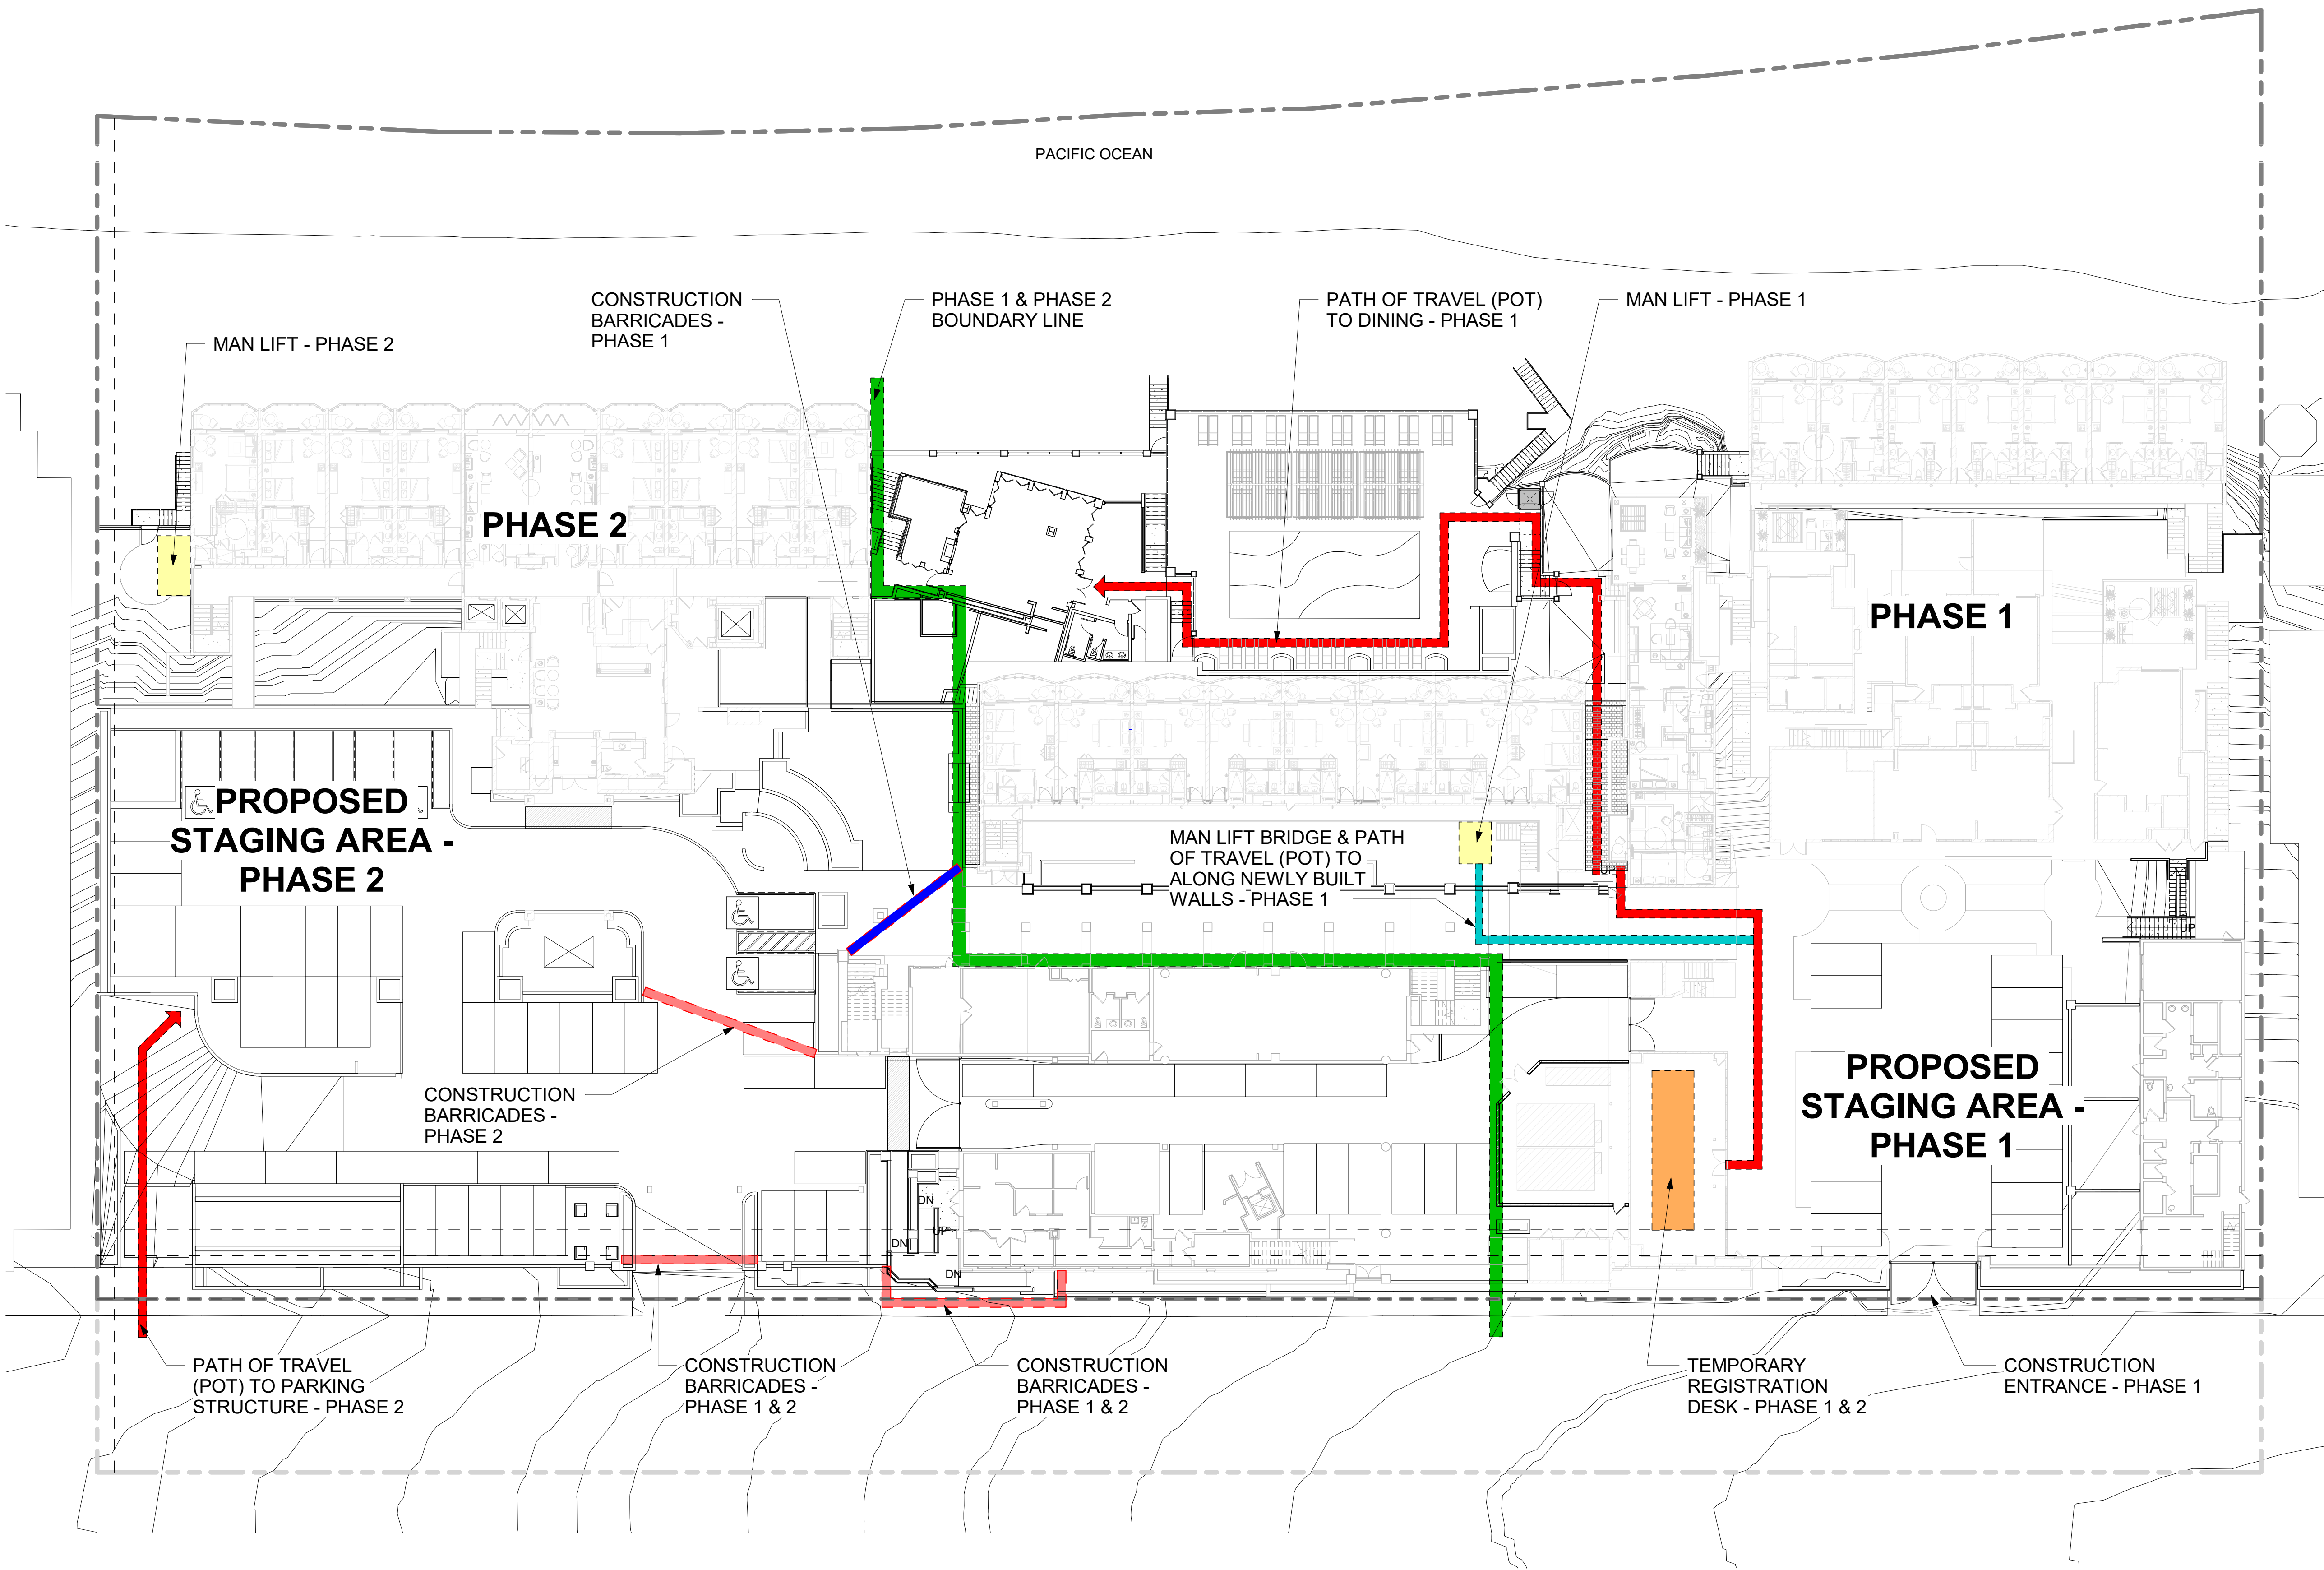 PACIFIC OCEAN
CONSTRUCTION
BARRICADES -
PHASE 1
PHASE 1 & PHASE 2
BOUNDARY LINE
PATH OF TRAVEL (POT)
TO DINING - PHASE 1
MAN LIFT - PHASE 1
MAN LIFT - PHASE 2
PHASE 2
PHASE 1
PROPOSED
STAGING AREA -
PHASE 2
MAN LIFT BRIDGE & PATH
OF TRAVEL (POT) TO
ALONG NEWLY BUILT
WALLS - PHASE 1
UP
UP
CONSTRUCTION
BARRICADES -
PHASE 2
PROPOSED
STAGING AREA -
PHASE 1
DN
UP
DN
DN
PATH OF TRAVEL
(POT) TO PARKING
STRUCTURE - PHASE 2
CONSTRUCTION
BARRICADES -
PHASE 1 & 2
CONSTRUCTION
BARRICADES -
PHASE 1 & 2
TEMPORARY
REGISTRATION
DESK - PHASE 1 & 2
CONSTRUCTION
ENTRANCE - PHASE 1